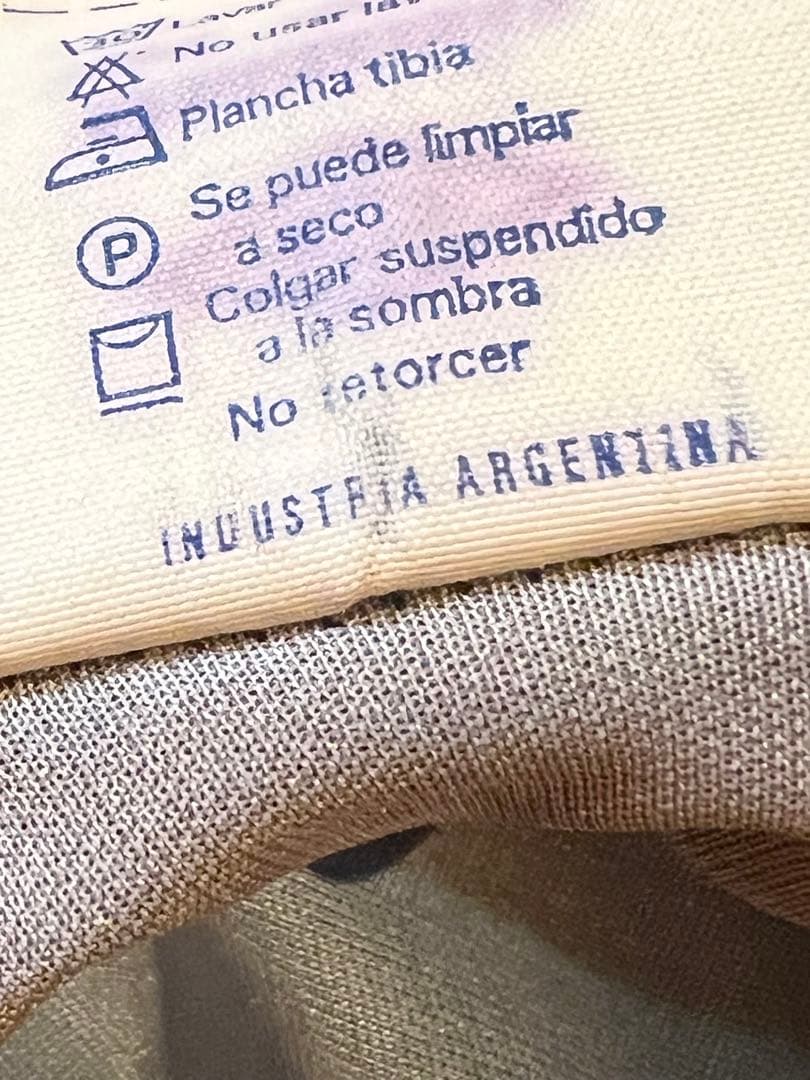 No usar
Plancha tibia
Se puede limpiar
a seco
P
Colgar suspendido
a la sombra
No retorcer
INDUSTRIA ARGENTINA